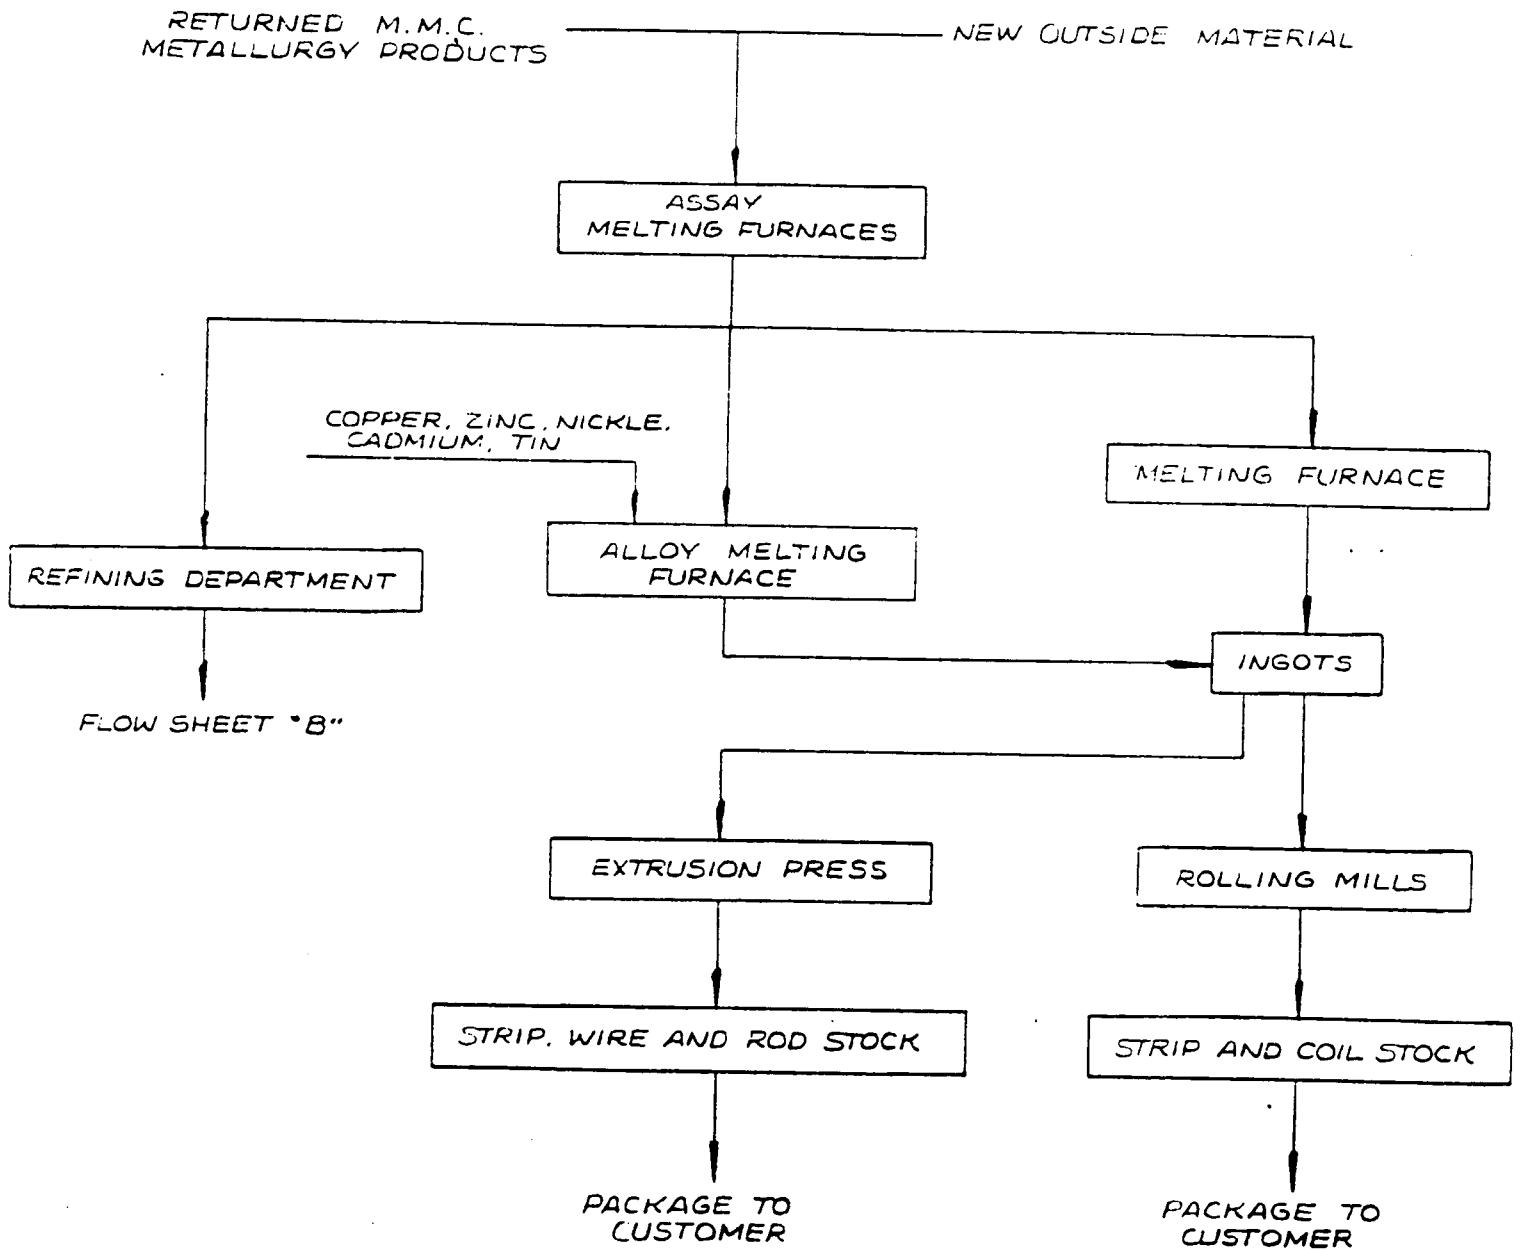 RETURNED M.M.C.
METALLURGY PRODUCTS
NEW OUTSIDE MATERIAL
ASSAY
MELTING FURNACES
COPPER, ZINC, NICKLE,
CADMIUM, TIN
MELTING FURNACE
ALLOY MELTING
FURNACE
REFINING DEPARTMENT
INGOTS
FLOW SHEET "B"
EXTRUSION PRESS
ROLLING MILLS
STRIP, WIRE AND ROD STOCK
STRIP AND COIL STOCK
PACKAGE TO
CUSTOMER
PACKAGE TO
CUSTOMER